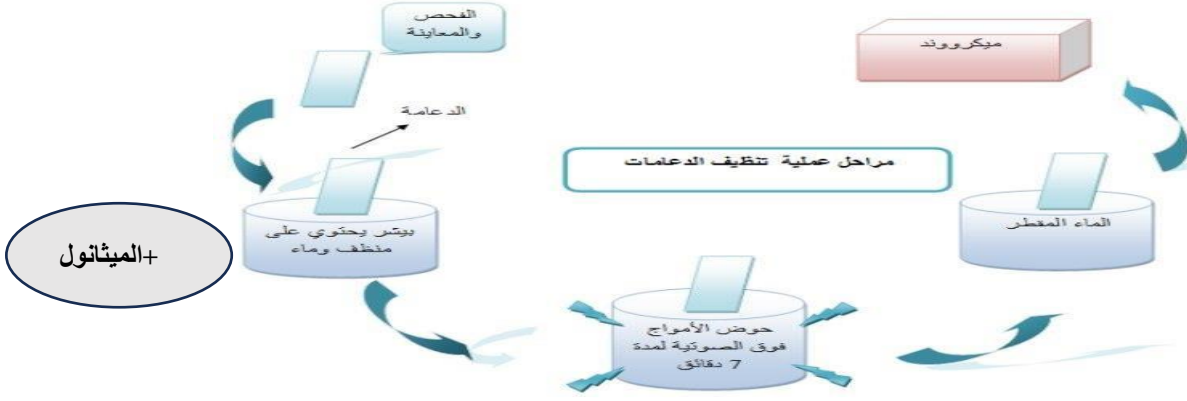 الفحص
والمعاينة
ميكرووند
الدعامة
مراحل عملية تنظيف الدعامات
بيشر يحتوي على
منظف وماء
الماء المقطر
+الميثانول
حوض الأمواج
فوق الصوتية لمدة
7 دقائق